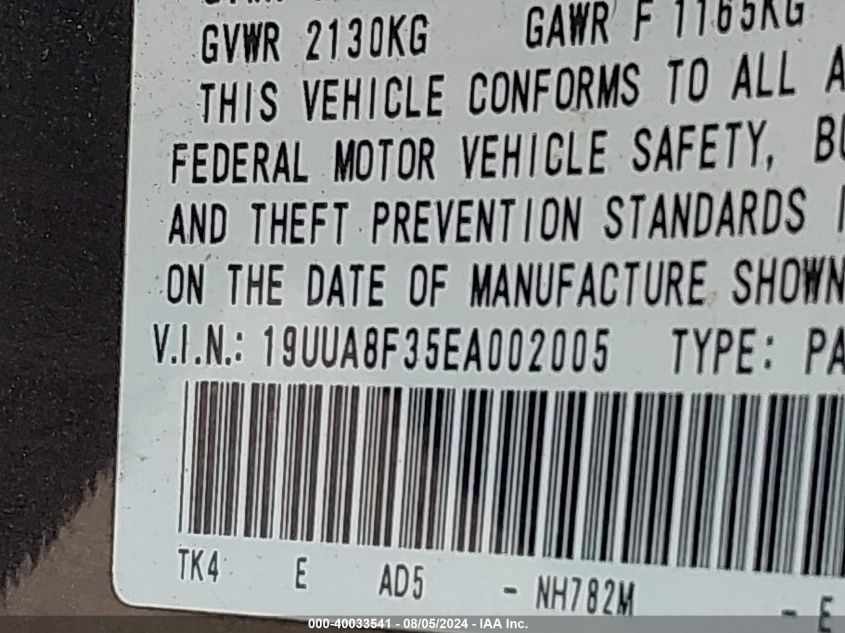 GVWR 2130KG GAWR F 1165KG
THIS VEHICLE CONFORMS TO ALL A
FEDERAL MOTOR VEHICLE SAFETY, BU
AND THEFT PREVENTION STANDARDS I
ON THE DATE OF MANUFACTURE SHOWN
V.I.N.: 19UUA8F35EA002005 TYPE: PA
TK4 E AD5 - NH782M - E
000-40033541 - 08/05/2024 - IAA Inc.